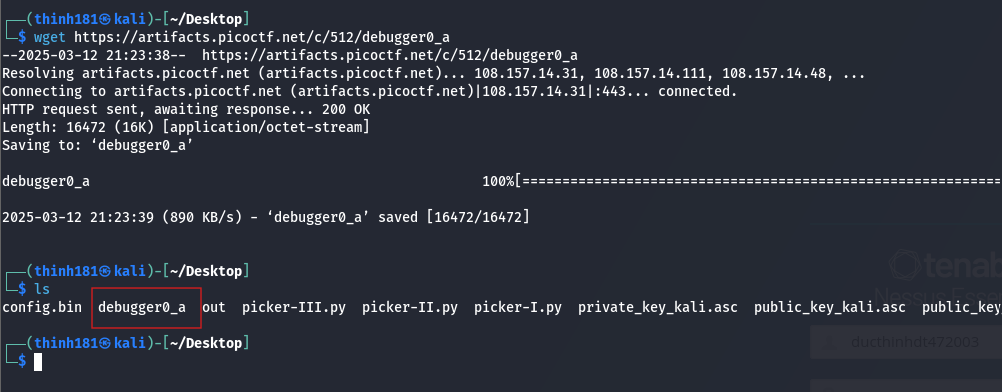 ┌──(thinh181㉿kali)-[~/Desktop]
└─$ wget https://artifacts.picoctf.net/c/512/debugger0_a
--2025-03-12 21:23:38--  https://artifacts.picoctf.net/c/512/debugger0_a
Resolving artifacts.picoctf.net (artifacts.picoctf.net)... 108.157.14.31, 108.157.14.111, 108.157.14.48, ...
Connecting to artifacts.picoctf.net (artifacts.picoctf.net)|108.157.14.31|:443... connected.
HTTP request sent, awaiting response... 200 OK
Length: 16472 (16K) [application/octet-stream]
Saving to: ‘debugger0_a’
debugger0_a 100%[===========================================================
2025-03-12 21:23:39 (890 KB/s) - ‘debugger0_a’ saved [16472/16472]
┌──(thinh181㉿kali)-[~/Desktop]
└─$ ls
config.bin debugger0_a out picker-III.py picker-II.py picker-I.py private_key_kali.asc public_key_kali.asc public_key
┌──(thinh181㉿kali)-[~/Desktop]
└─$
tenab
Nessus Esse
ducthinhdt472003